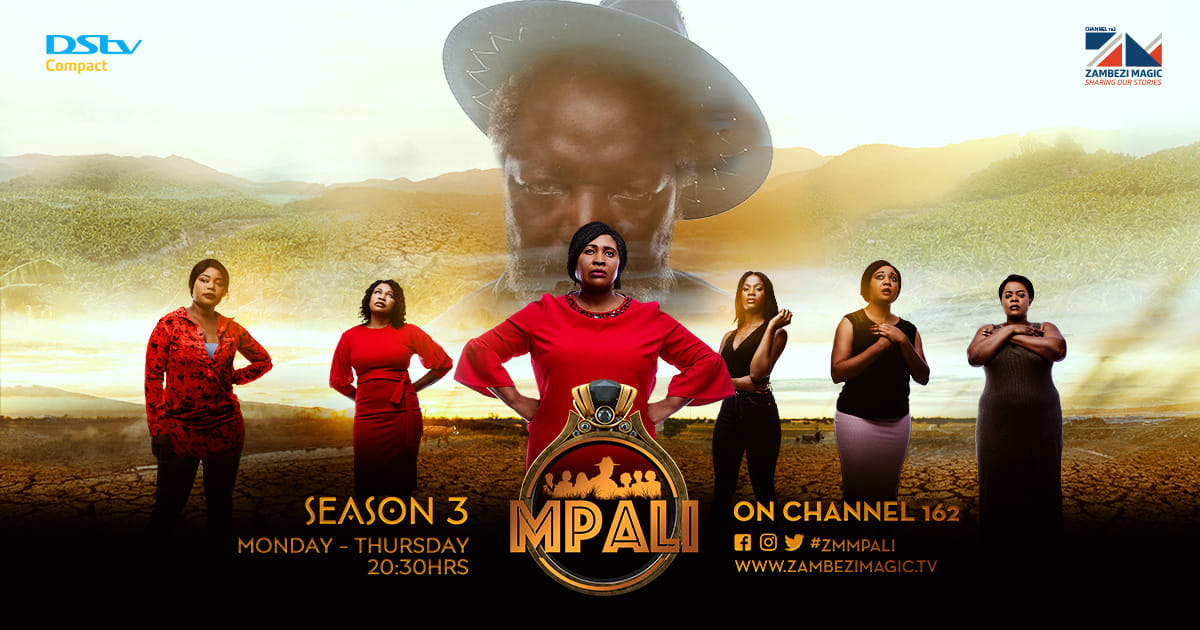 DStv
Compact
CHANNEL 162
ZM
ZAMBEZI MAGIC
SHARING OUR STORIES
SEASON 3
MONDAY - THURSDAY
20:30HRS
MPALI
ON CHANNEL 162
#ZMMPALI
WWW.ZAMBEZIMAGIC.TV